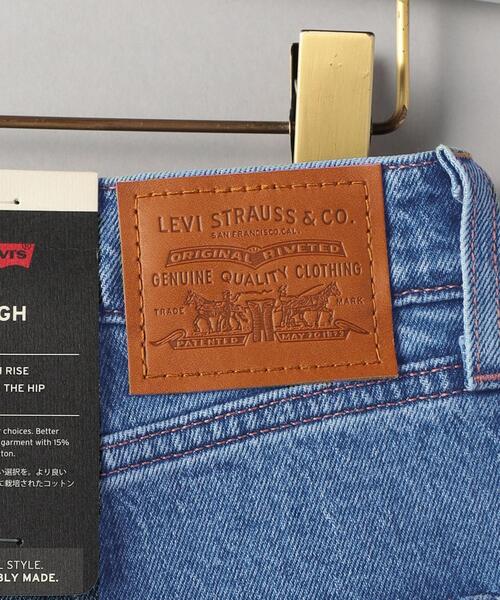 LEVI STRAUSS & CO.
SAN FRANCISCO, CAL.
ORIGINAL RIVETED
GENUINE QUALITY CLOTHING
TRADE MARK
PATENTED MAY 20 1873
GH
RISE
THE HIP
choices. Better
garment with 15%
い選択を。より良い
に栽培されたコットン
STYLE.
BLY MADE.